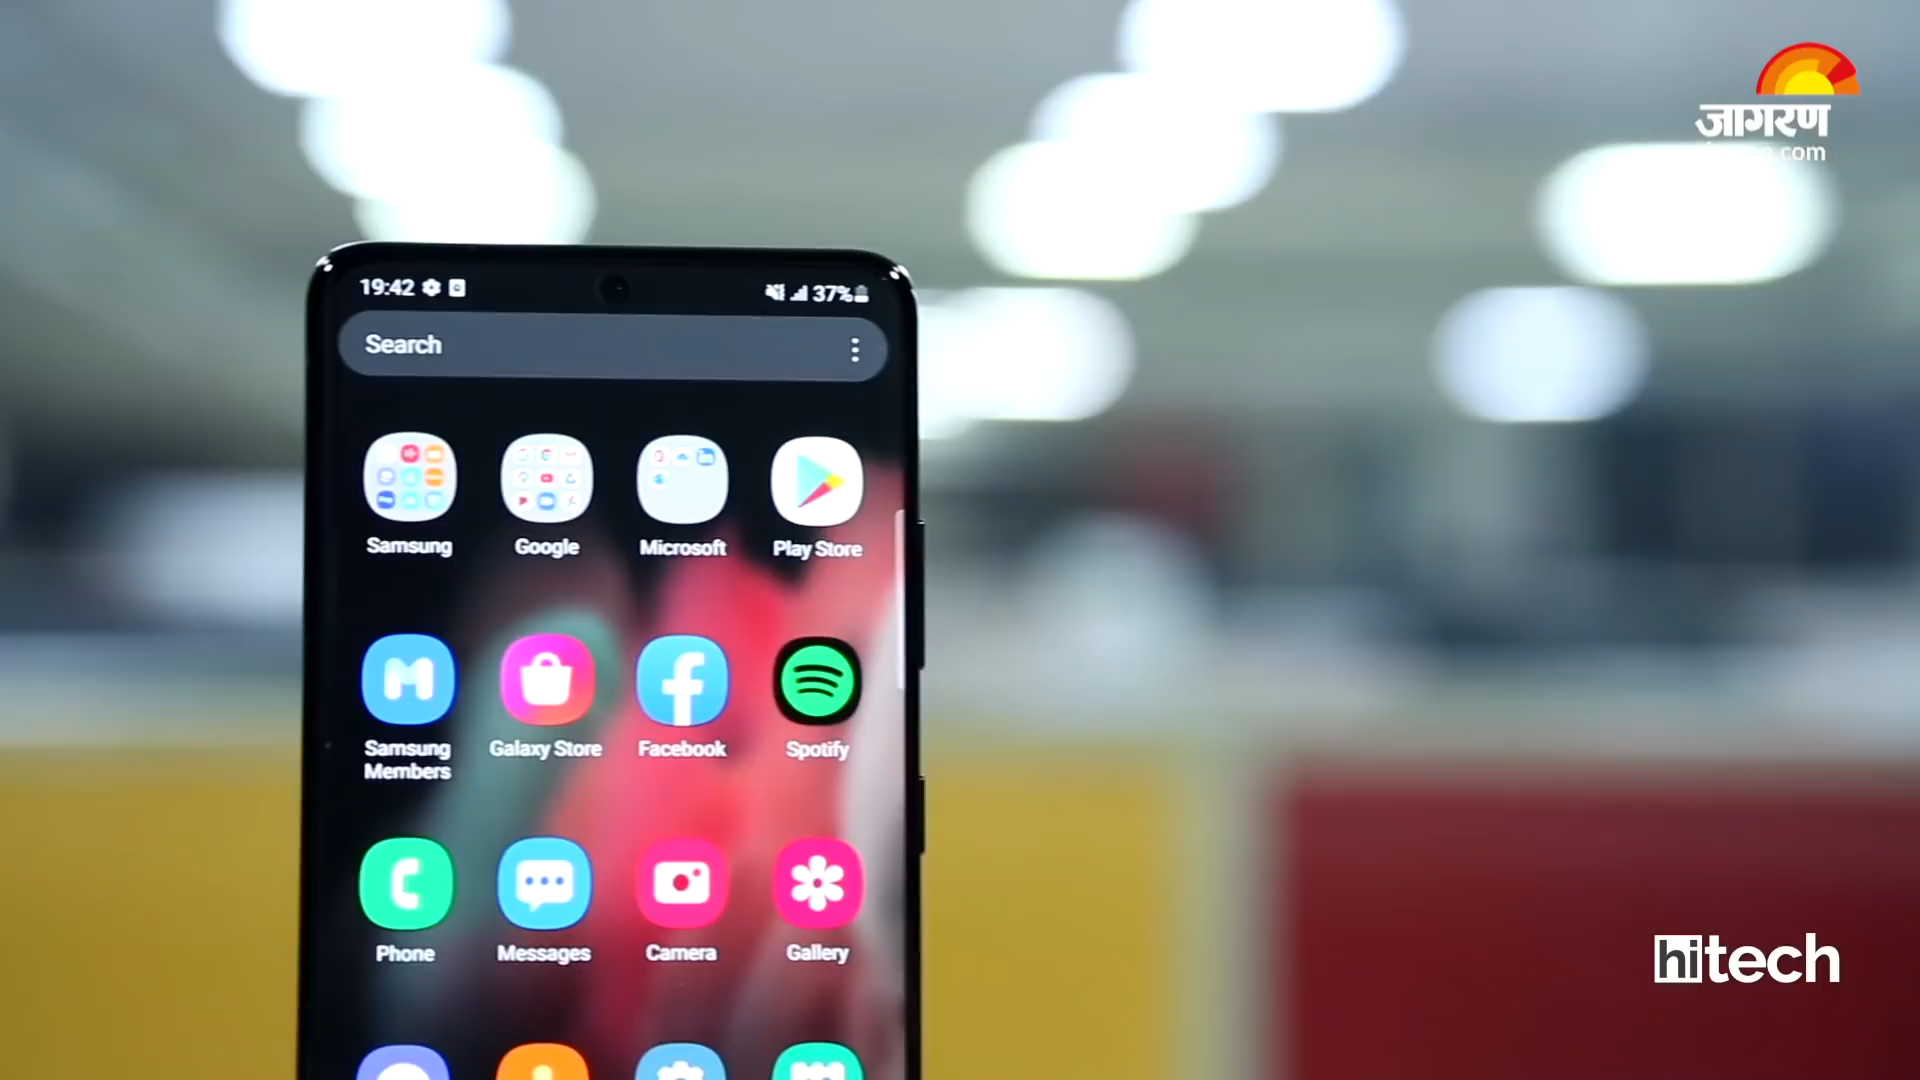 जागरण
.com
19:42
37%
Search
Samsung
Google
Microsoft
Play Store
Samsung
Members
Galaxy Store
Facebook
Spotify
Phone
Messages
Camera
Gallery
hitech